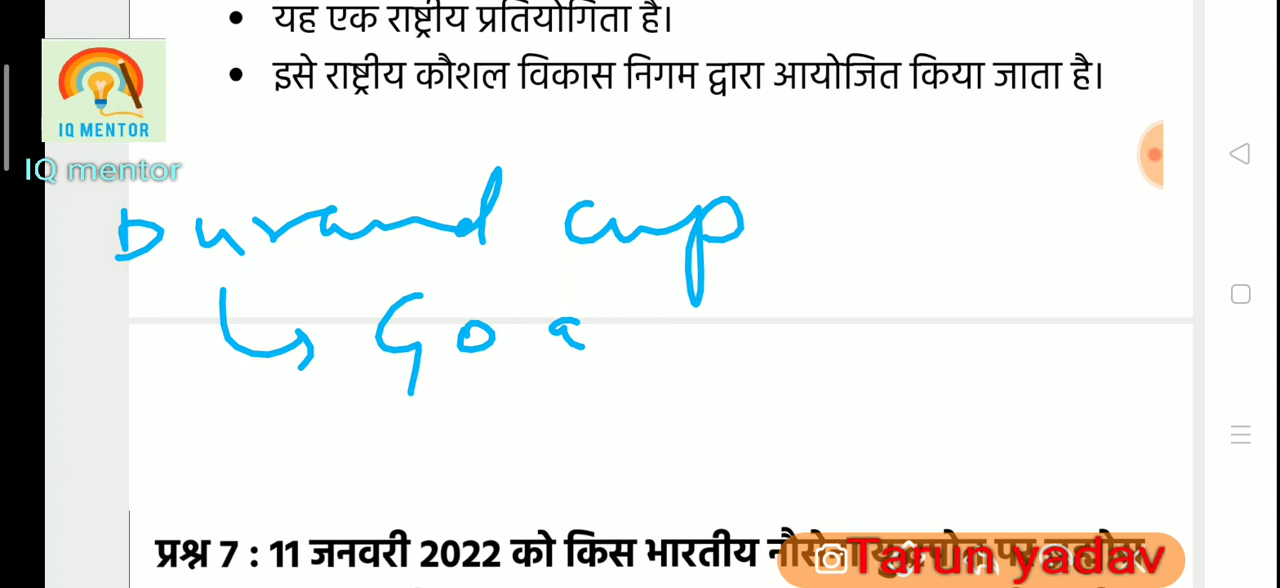 यह एक राष्ट्रीय प्रतियोगिता है।
इसे राष्ट्रीय कौशल विकास निगम द्वारा आयोजित किया जाता है।
IQ MENTOR
IQ mentor
Durand cup
↳ Goa
प्रश्न 7 : 11 जनवरी 2022 को किस भारतीय
Tarun yadav